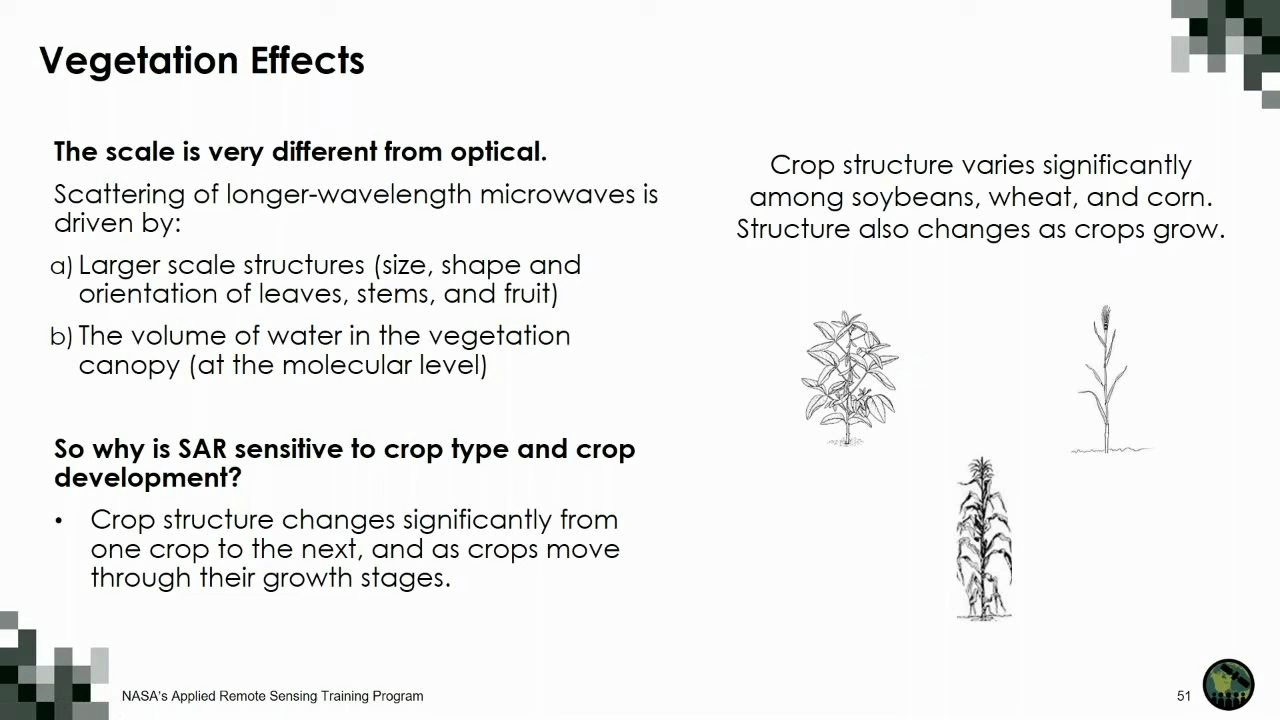 Vegetation Effects
The scale is very different from optical.
Scattering of longer-wavelength microwaves is
driven by:
a) Larger scale structures (size, shape and
orientation of leaves, stems, and fruit)
b) The volume of water in the vegetation
canopy (at the molecular level)
So why is SAR sensitive to crop type and crop
development?
• Crop structure changes significantly from
one crop to the next, and as crops move
through their growth stages.
Crop structure varies significantly
among soybeans, wheat, and corn.
Structure also changes as crops grow.
NASA's Applied Remote Sensing Training Program
51